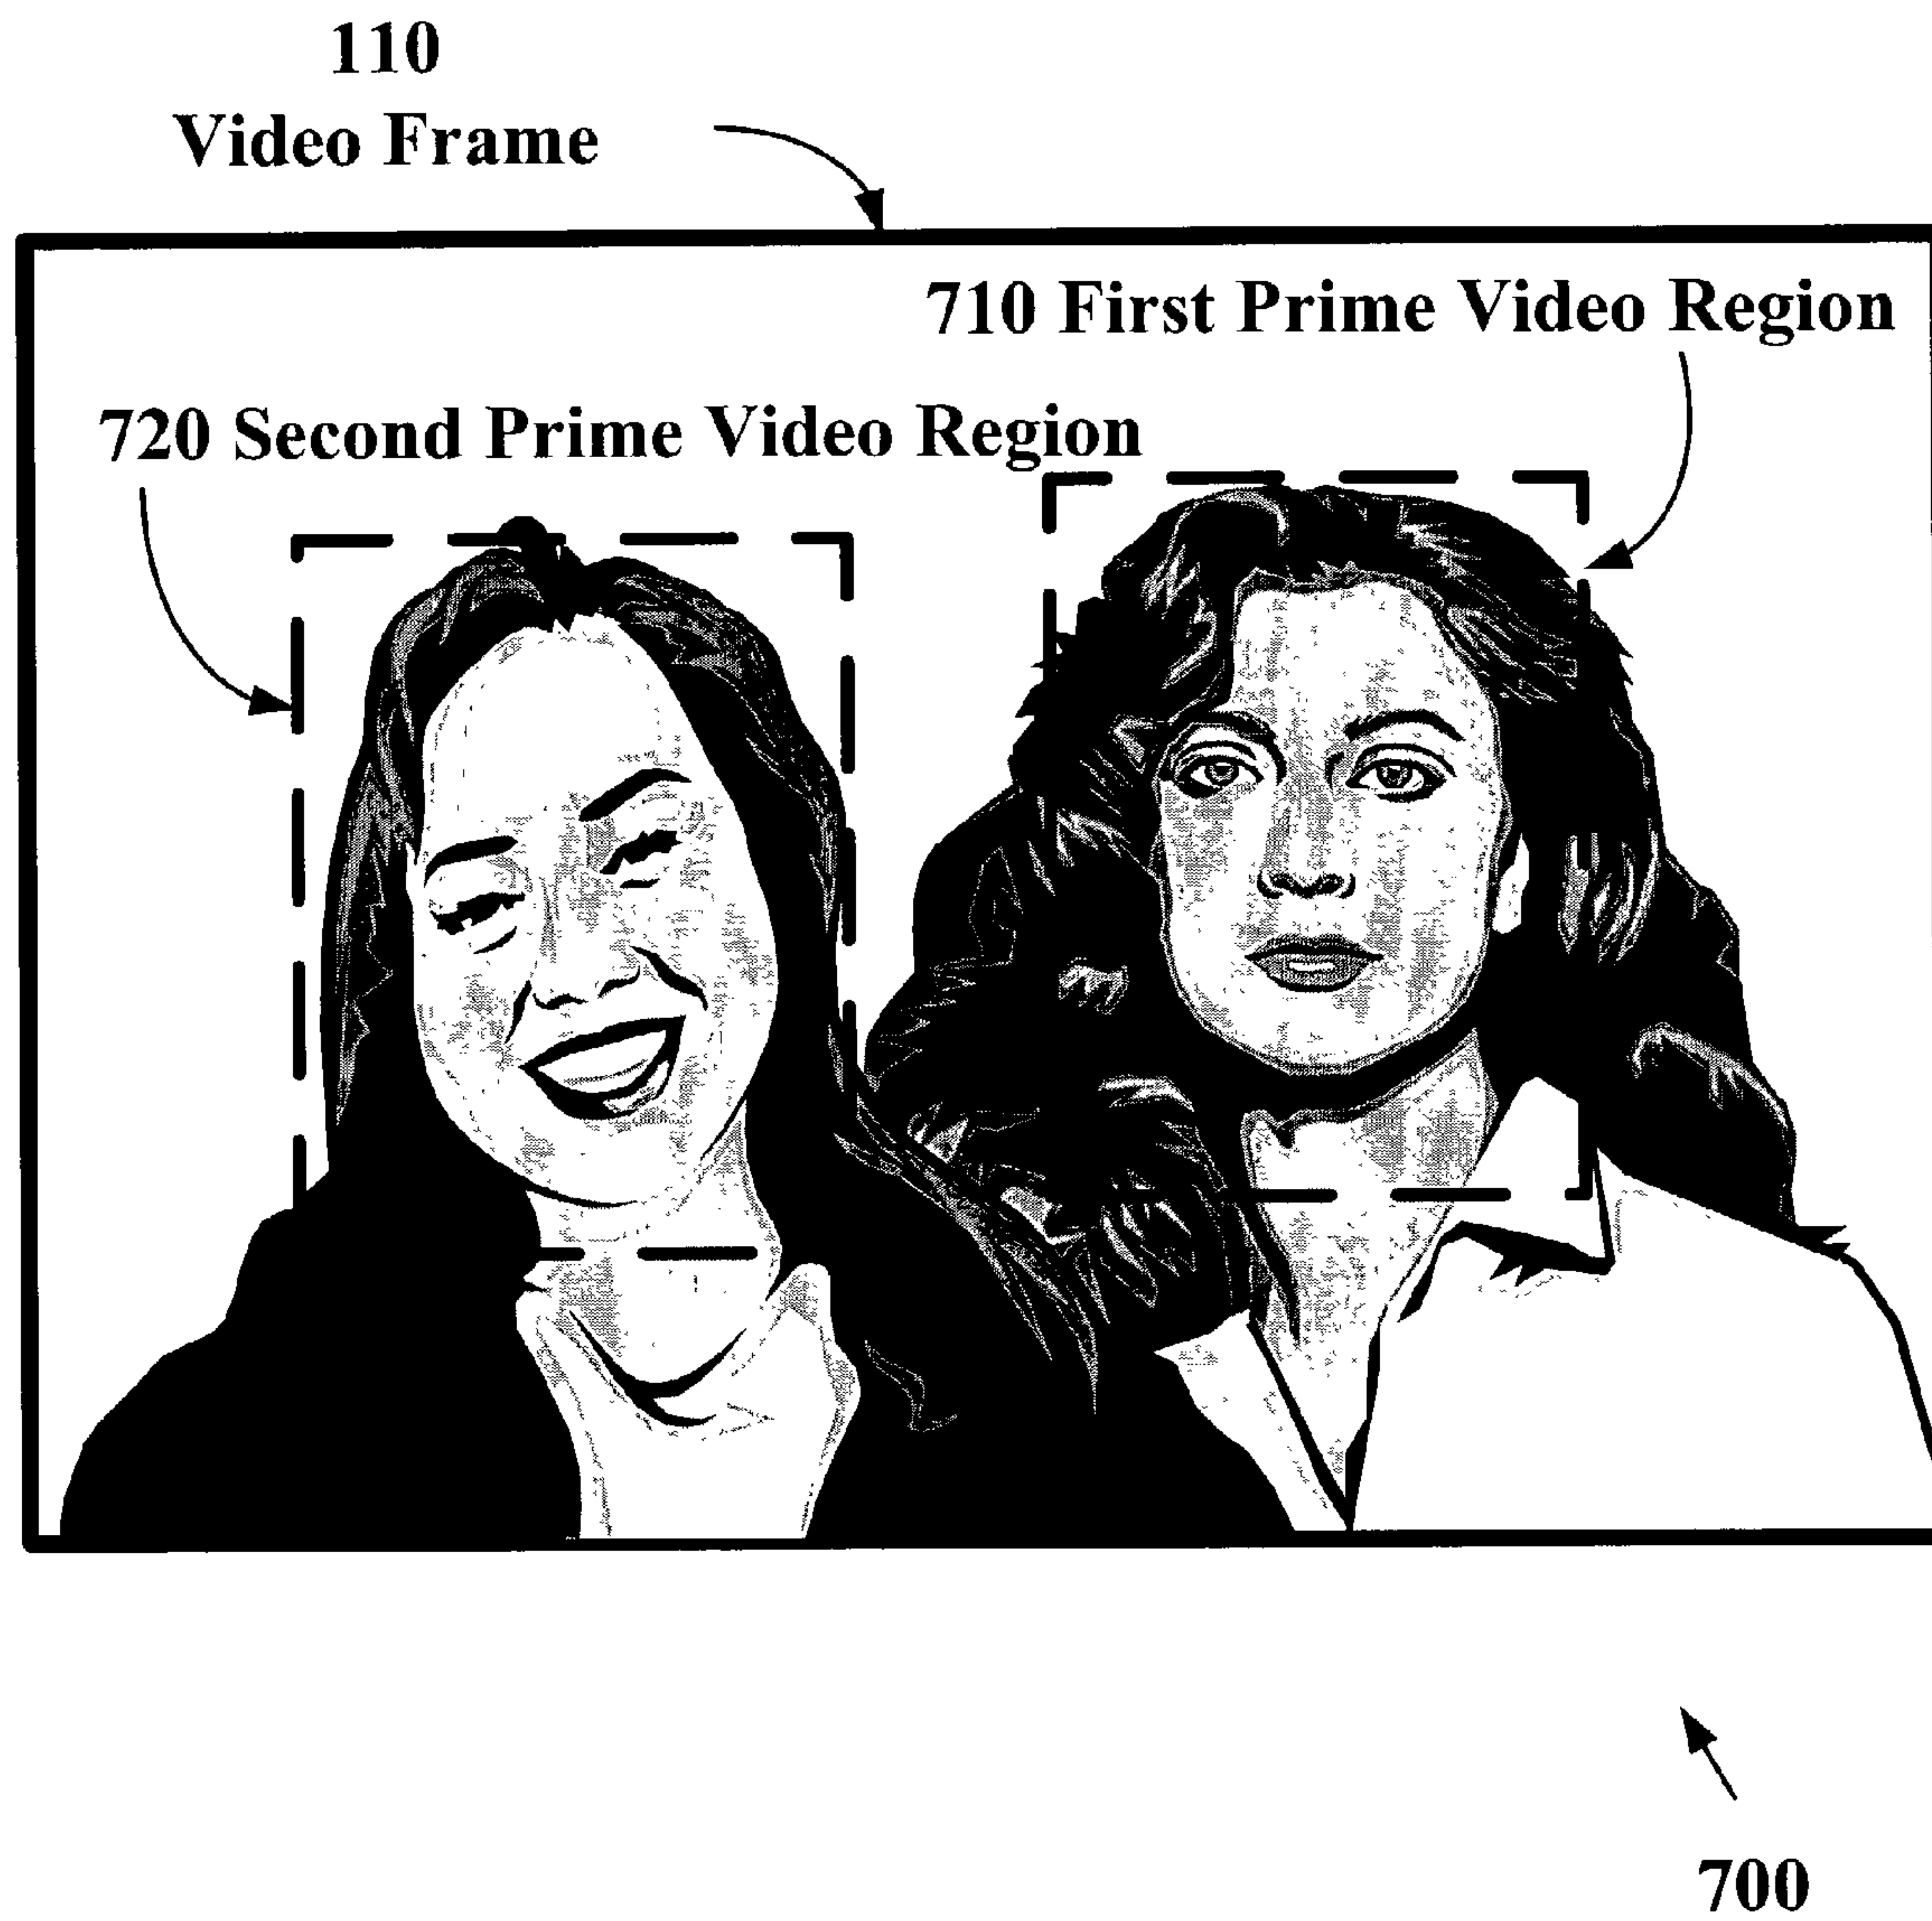 110
Video Frame
710 First Prime Video Region
720 Second Prime Video Region
700